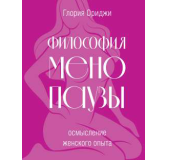 Глория Ориджи
ФИЛОСОФИЯ
МЕНО
ПАУЗЫ
осмысление
женского опыта